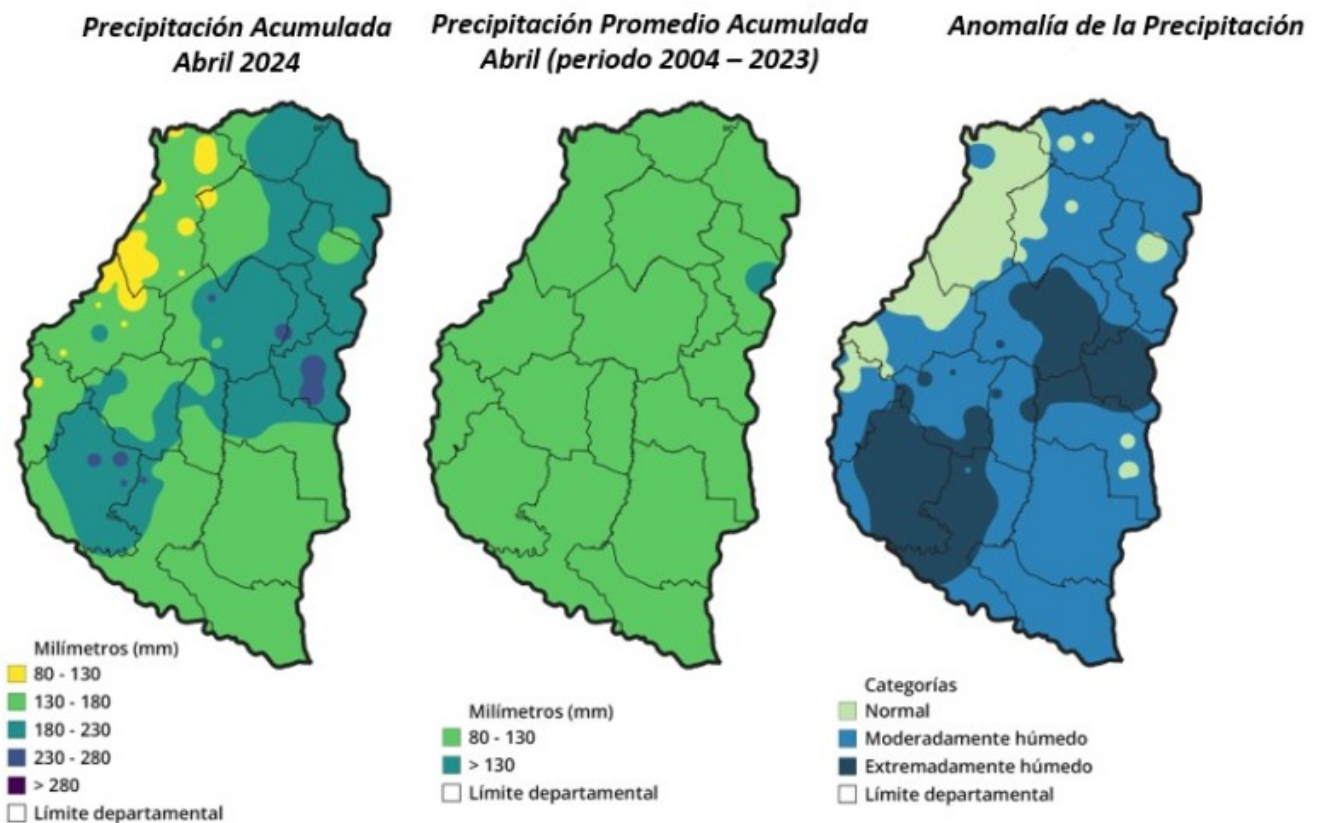 Precipitación Acumulada
Abril 2024
Precipitación Promedio Acumulada
Abril (periodo 2004 – 2023)
Anomalía de la Precipitación
Milímetros (mm)
80 - 130
130 - 180
180 - 230
230 - 280
> 280
Límite departamental
Milímetros (mm)
80 - 130
> 130
Límite departamental
Categorías
Normal
Moderadamente húmedo
Extremadamente húmedo
Límite departamental